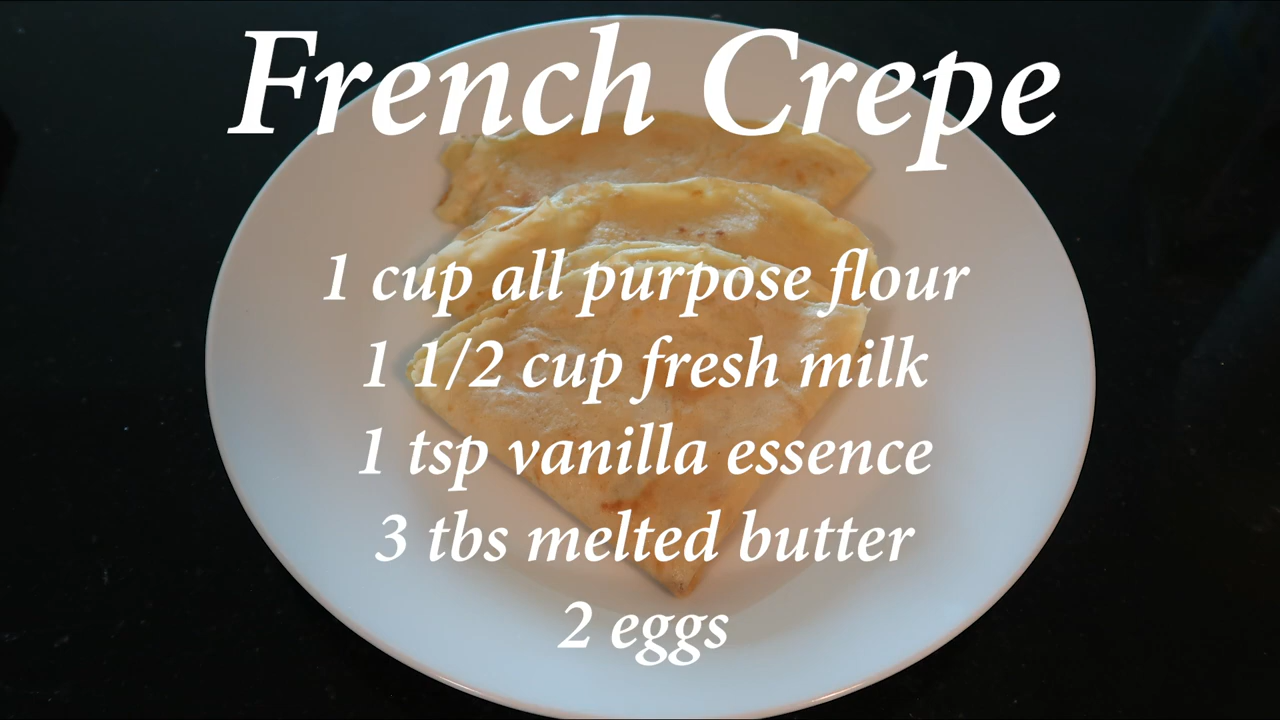 French Crepe
1 cup all purpose flour
1 1/2 cup fresh milk
1 tsp vanilla essence
3 tbs melted butter
2 eggs